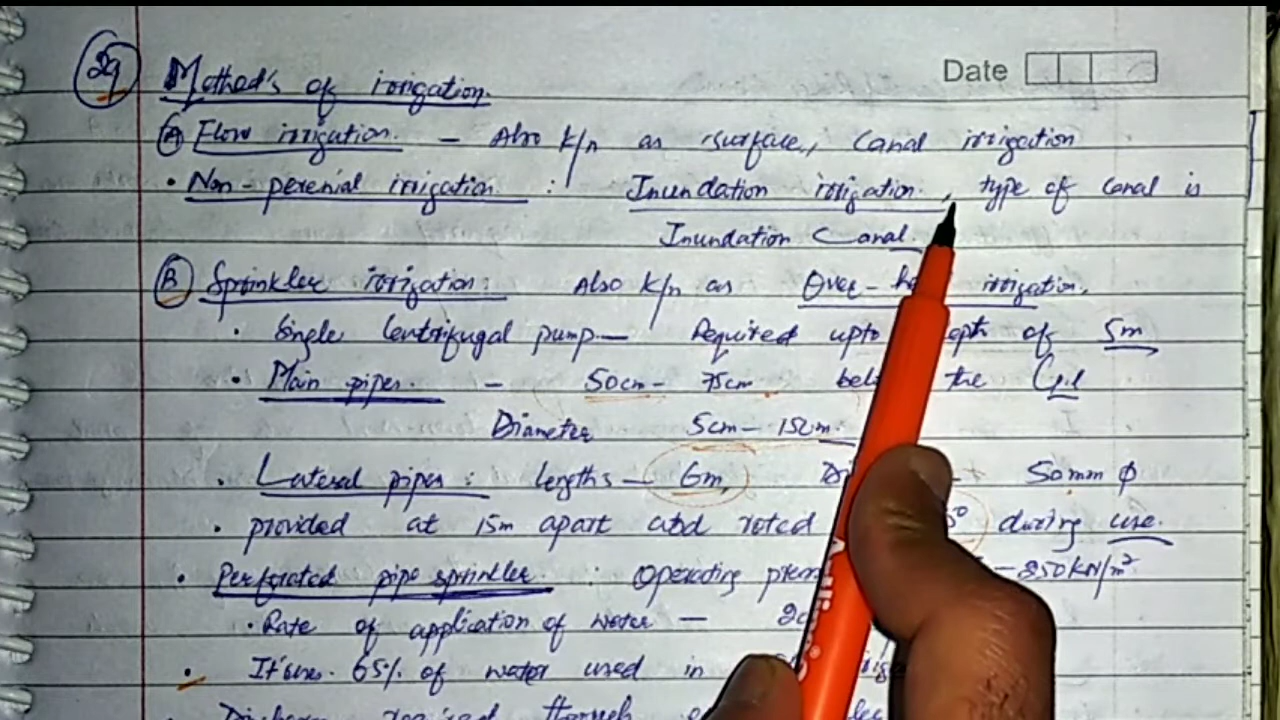 Date
29 Method's of irrigation.
(A) Flow irrigation. — Also k/n as surface, Canal irrigation
• Non-perenial irrigation : Inundation irrigation, type of Canal is
Inundation Canal.
(B) Sprinkler irrigation: Also k/n as Over- irrigation.
• Single Centrifugal pump— Required upto of 5m
• Main pipes. — 50cm - 75cm the G.L
Diameter 5cm - 15cm.
• Lateral pipes: lengths — 6m, 50mm φ
• provided at 15m apart and roted during use.
• Perforated pipe sprinkler. : Operating — 250kN/m²
• Rate of application of water —
• It uses. 65% of water used in
through